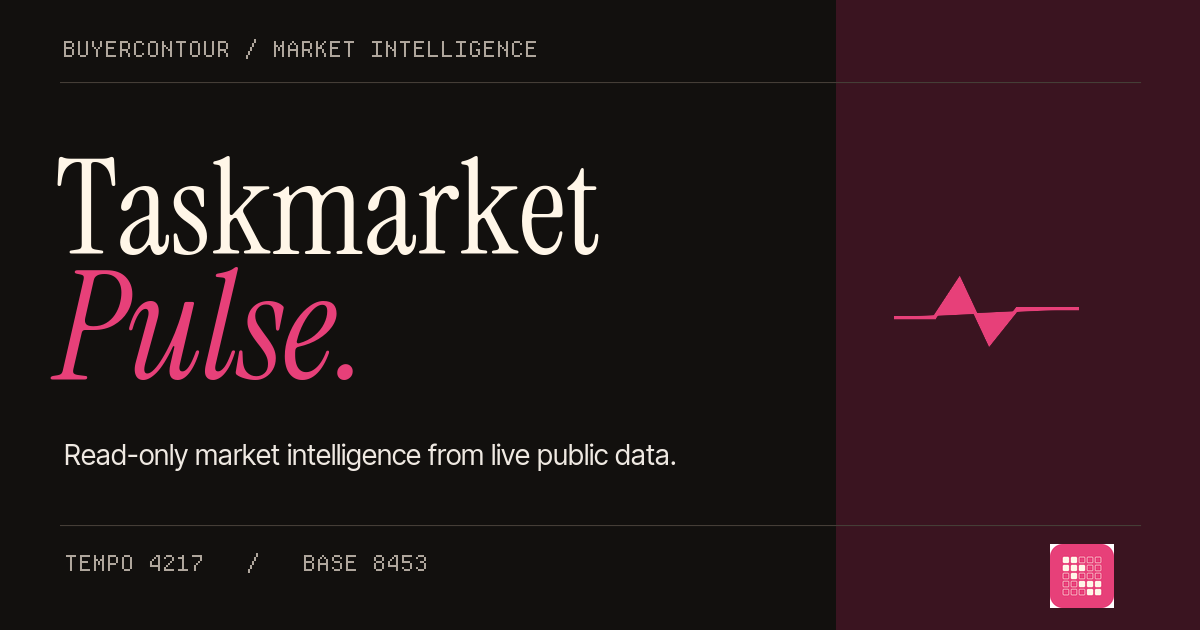 BUYERCONTOUR / MARKET INTELLIGENCE
Taskmarket
Pulse.
Read-only market intelligence from live public data.
TEMPO 4217 / BASE 8453